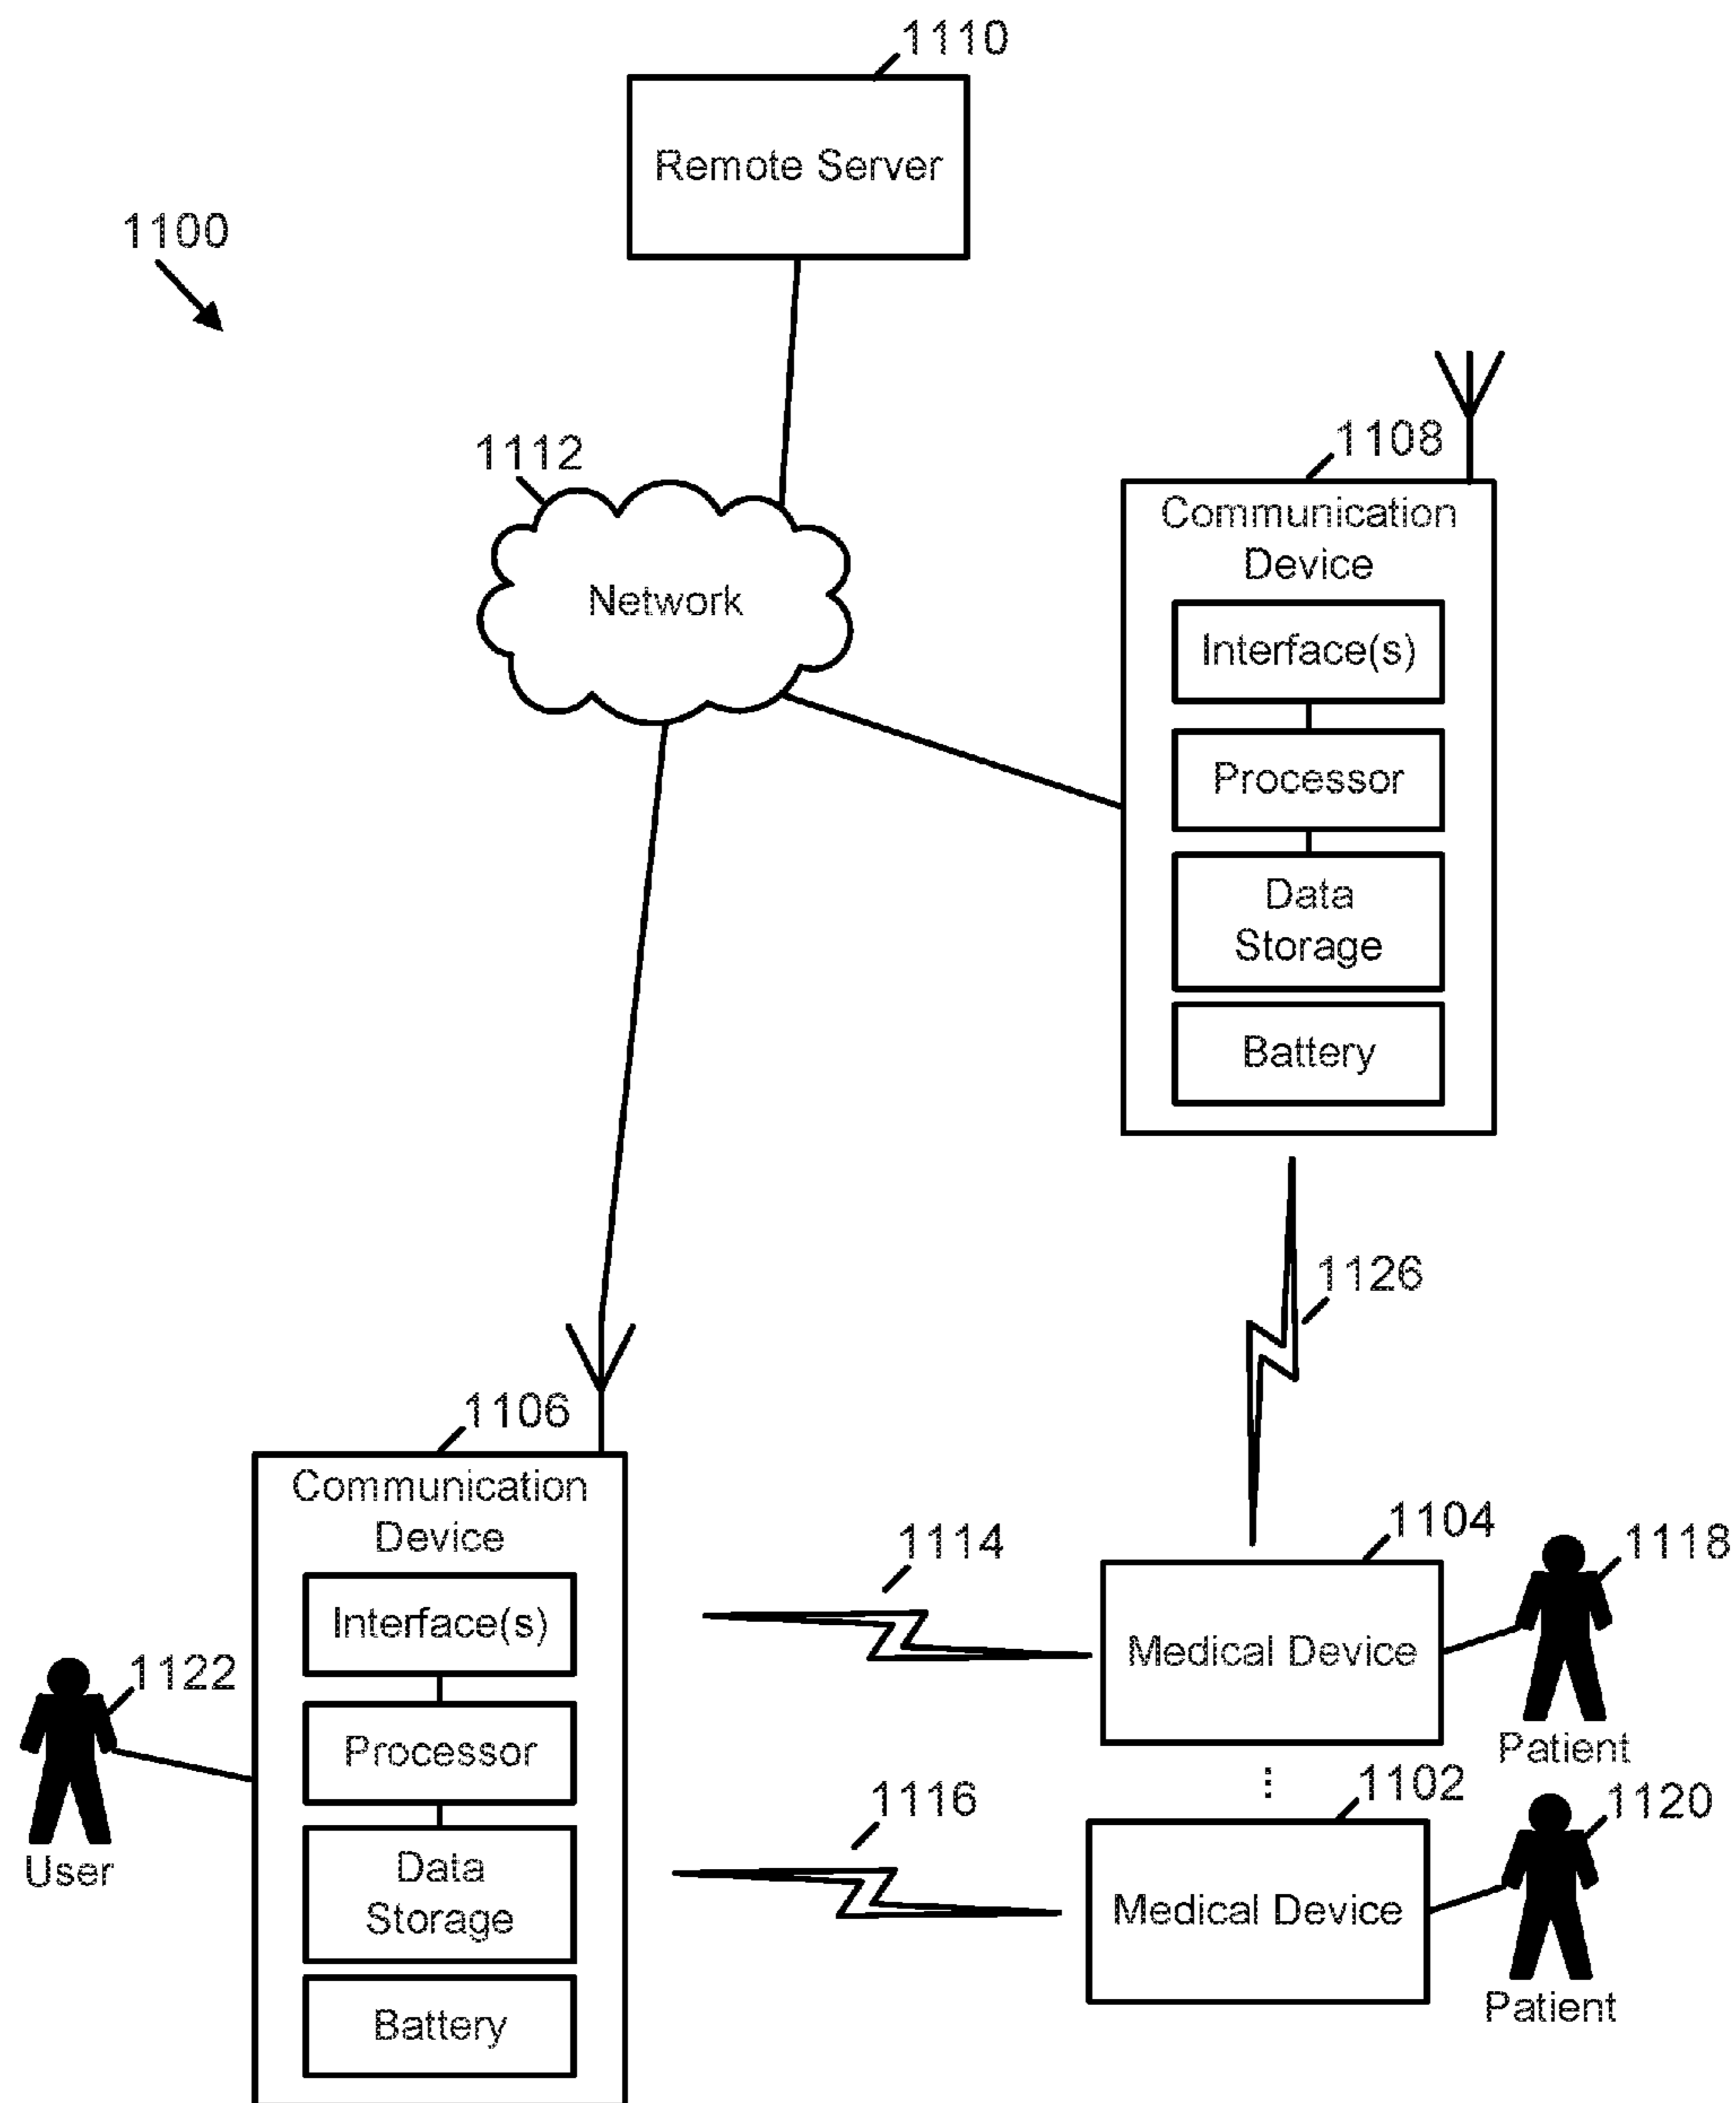 1110
Remote Server
1100
1112
Network
1108
Communication
Device
Interface(s)
Processor
Data
Storage
Battery
1126
1106
Communication
Device
Interface(s)
Processor
Data
Storage
Battery
1122
User
1114
1104
Medical Device
1118
Patient
1116
1102
Medical Device
1120
Patient